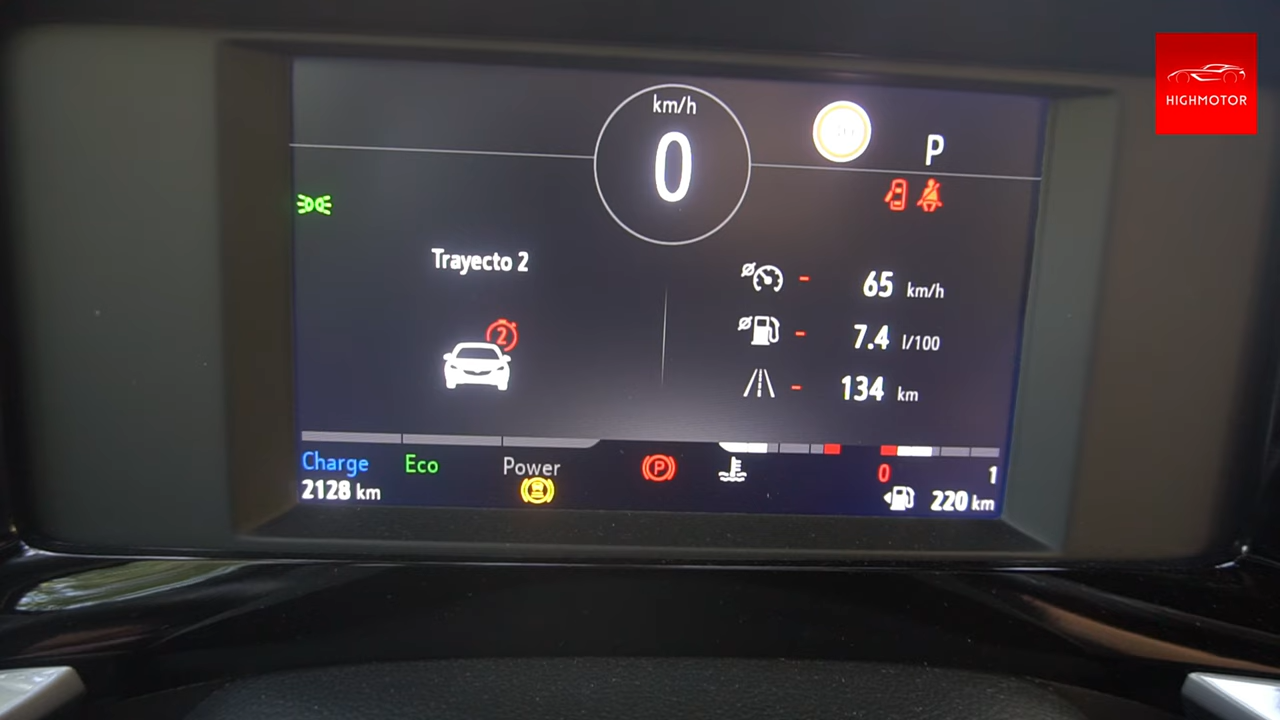 HIGHMOTOR
km/h
0
P
Trayecto 2
2
65 km/h
7.4 l/100
134 km
Charge Eco Power
P
0 1
2128 km
220 km